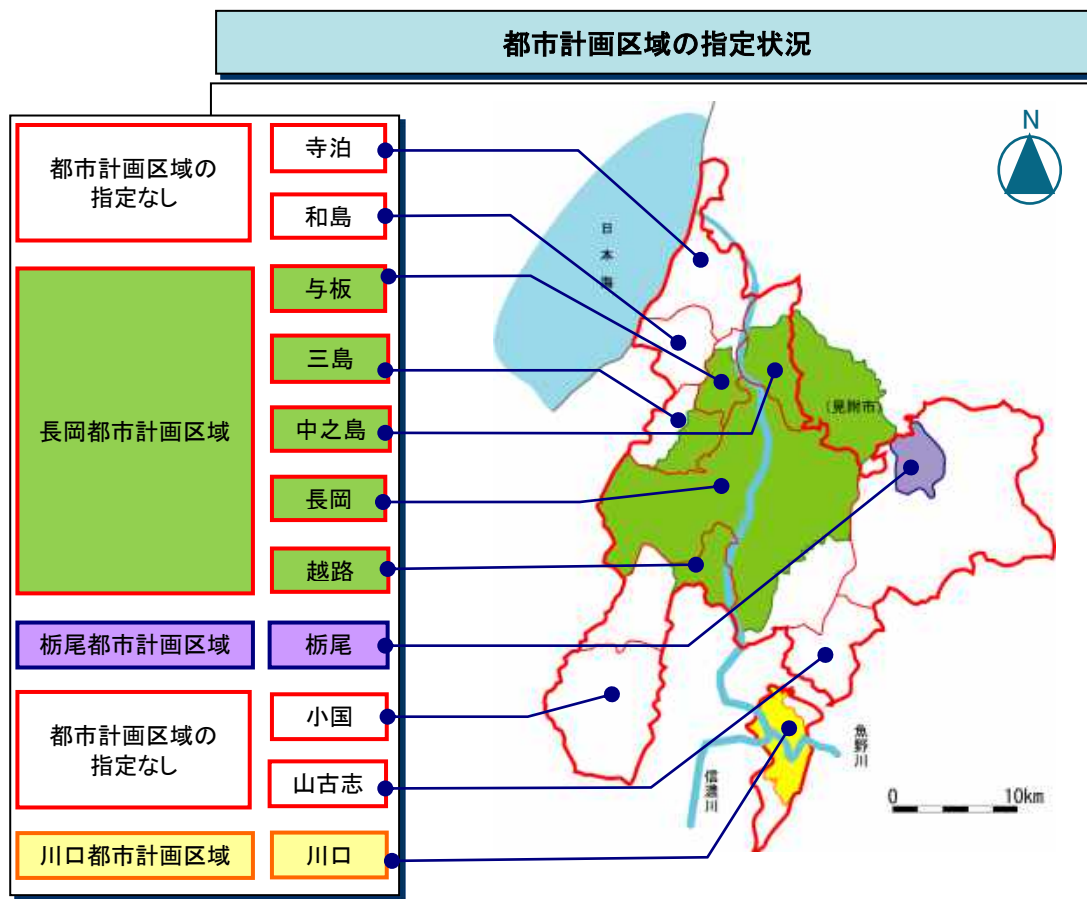 都市計画区域の指定状況
都市計画区域の
指定なし
寺泊
和島
長岡都市計画区域
与板
三島
中之島
長岡
越路
栃尾都市計画区域
栃尾
都市計画区域の
指定なし
小国
山古志
川口都市計画区域
川口
N
日本海
(見附市)
魚野川
信濃川
0
10km